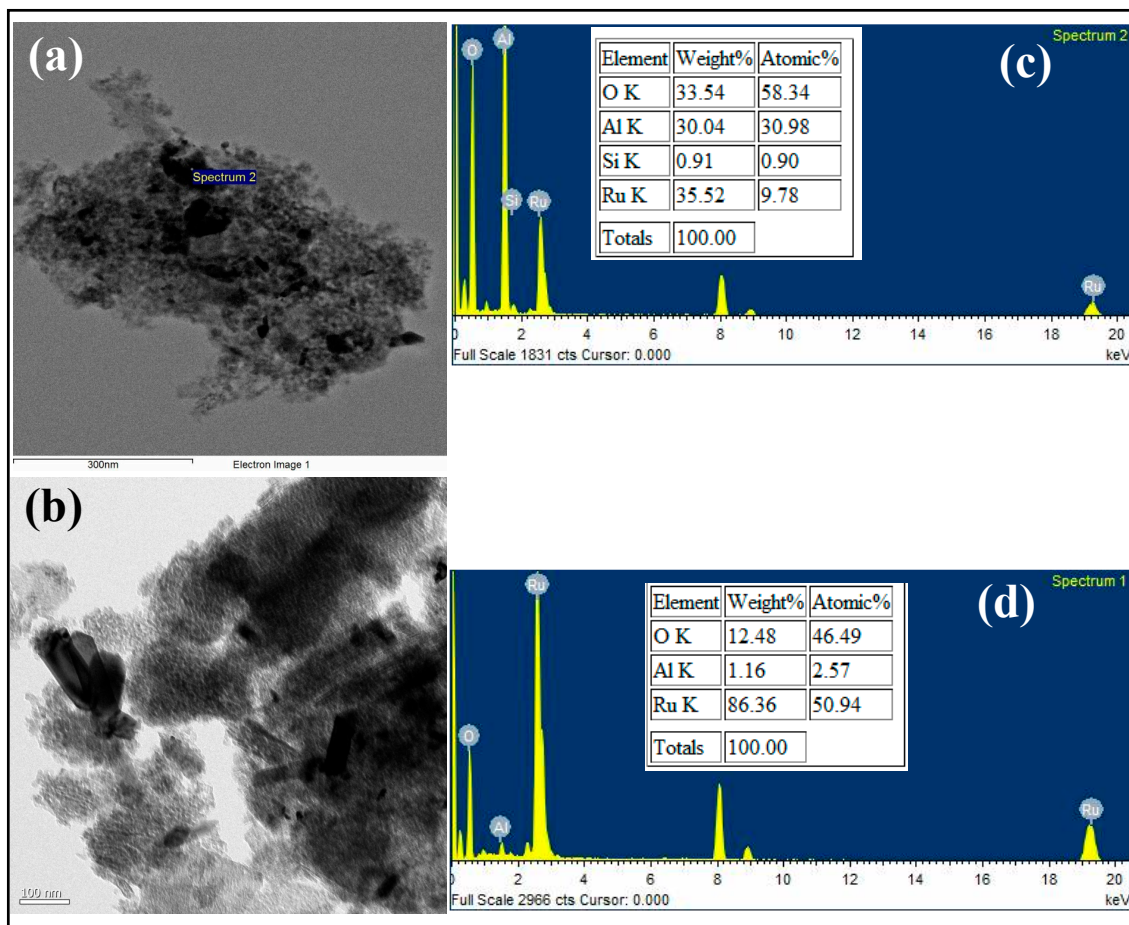 (a)
Spectrum 2
300nm Electron Image 1
(b)
100 nm
Spectrum 2
(c)
Element Weight% Atomic%
O K 33.54 58.34
Al K 30.04 30.98
Si K 0.91 0.90
Ru K 35.52 9.78
Totals 100.00
O Al Si Ru Ru
0 2 4 6 8 10 12 14 16 18 20
Full Scale 1831 cts Cursor: 0.000 keV
Spectrum 1
(d)
Element Weight% Atomic%
O K 12.48 46.49
Al K 1.16 2.57
Ru K 86.36 50.94
Totals 100.00
O Al Ru Ru
0 2 4 6 8 10 12 14 16 18 20
Full Scale 2966 cts Cursor: 0.000 keV